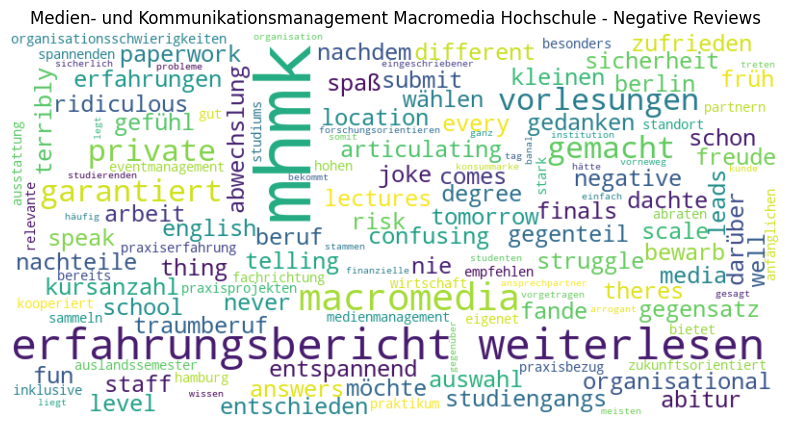 Medien- und Kommunikationsmanagement Macromedia Hochschule - Negative Reviews
organisationsschwierigkeiten
organisation
spannenden
paperwork
nachdem
different
besonders
zufrieden
sicherlich
probleme
erfahrungen
eingeschriebener
spaß
submit
kleinen
sicherheit
treten
ridiculous
mhmk
wählen
vorlesungen
berlin
früh
terribly
gefühl
gut
abwechslung
studiums
location
every
gedanken
standort
partnern
ausstattung
liegt
private
forschungsorientieren
articulating
ganz
institution
gemacht
schon
somit
tag
banal
vorneweg
freude
eventmanagement
hohen
joke
comes
stark
hätte
kunde
studierenden
bekommt
konsummarke
einfach
negative
garantiert
lectures
degree
dachte
leads
relevante
häufig
arbeit
risk
tomorrow
finals
scale
abraten
anfänglichen
english
beruf
confusing
gegenteil
darüber
well
speak
praxiserfahrung
stammen
studenten
bewarb
nachteile
telling
nie
empfehlen
struggle
media
bereits
fachrichtung
finanzielle
ansprechpartner
thing
praxisprojekten
wirtschaft
vorgetragen
gesagt
kursanzahl
theres
kooperiert
school
never
macromedia
fande
gegensatz
sammeln
traumberuf
medienmanagement
arrogant
eigenet
bietet
erfahrungsbericht weiterlesen
gegenüber
auslandssemester
entspannend
praxisbezug
zukunftsorientiert
fun
staff
hamburg
answers
möchte
auswahl
organisational
inklusive
wissen
level
liegt
entschieden
praktikum
studiengangs
abitur
meisten